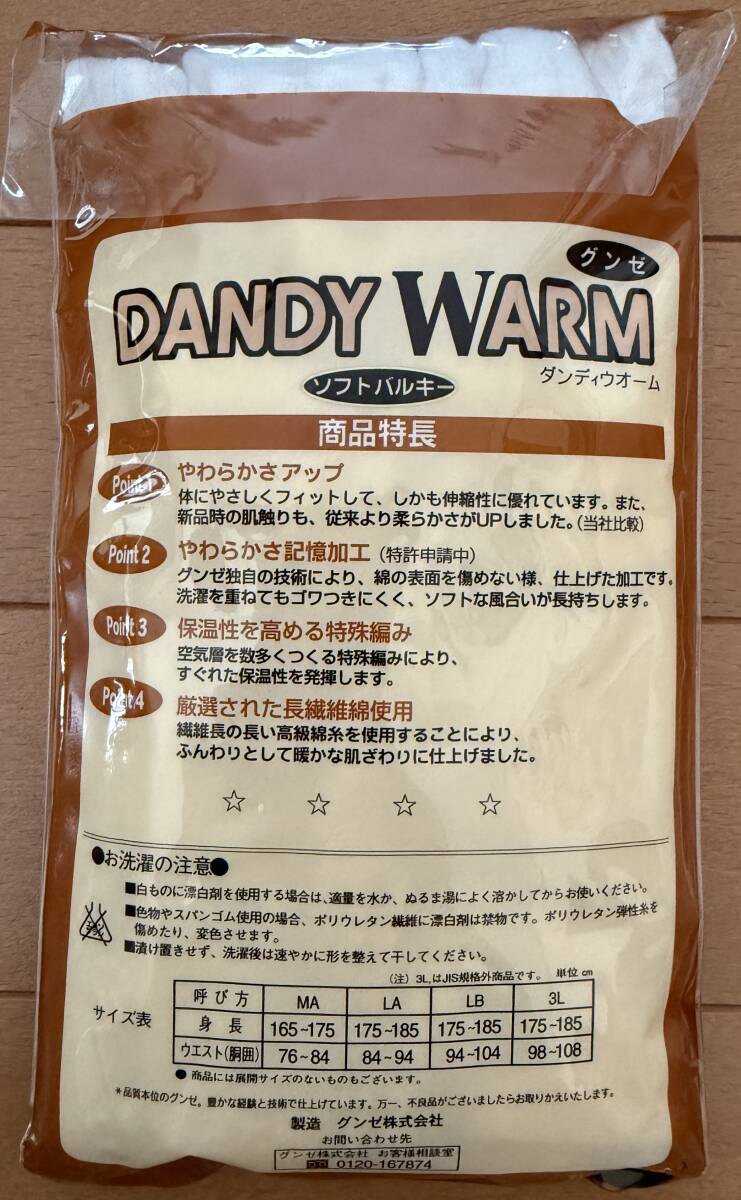 グンゼ
DANDY WARM
ダンディウオーム
ソフトバルキー
商品特長
Point 1 やわらかさアップ
体にやさしくフィットして、しかも伸縮性に優れています。また、
新品時の肌触りも、従来より柔らかさがUPしました。(当社比較)
Point 2 やわらかさ記憶加工(特許申請中)
グンゼ独自の技術により、綿の表面を傷めない様、仕上げた加工です。
洗濯を重ねてもゴワつきにくく、ソフトな風合いが長持ちします。
Point 3 保温性を高める特殊編み
空気層を数多くつくる特殊編みにより、
すぐれた保温性を発揮します。
Point 4 厳選された長繊維綿使用
繊維長の長い高級綿糸を使用することにより、
ふんわりとして暖かな肌ざわりに仕上げました。
☆ ☆ ☆ ☆
●お洗濯の注意●
■白ものに漂白剤を使用する場合は、適量を水か、ぬるま湯によく溶かしてからお使いください。
■色物やスパンゴム使用の場合、ポリウレタン繊維に漂白剤は禁物です。ポリウレタン弾性糸を
傷めたり、変色させます。
■漬け置きせず、洗濯後は速やかに形を整えて干してください。
(注) 3L,はJIS規格外商品です。 単位 cm
サイズ表
呼び方 MA LA LB 3L
身長 165~175 175~185 175~185 175~185
ウエスト(胴囲) 76~84 84~94 94~104 98~108
● 商品には展開サイズのないものもございます。
*品質本位のグンゼ。豊かな経験と技術で仕上げています。万一、不良品がございましたらお取りかえいたします。
製造 グンゼ株式会社
お問い合わせ先
グンゼ株式会社 お客様相談室
0120-167874